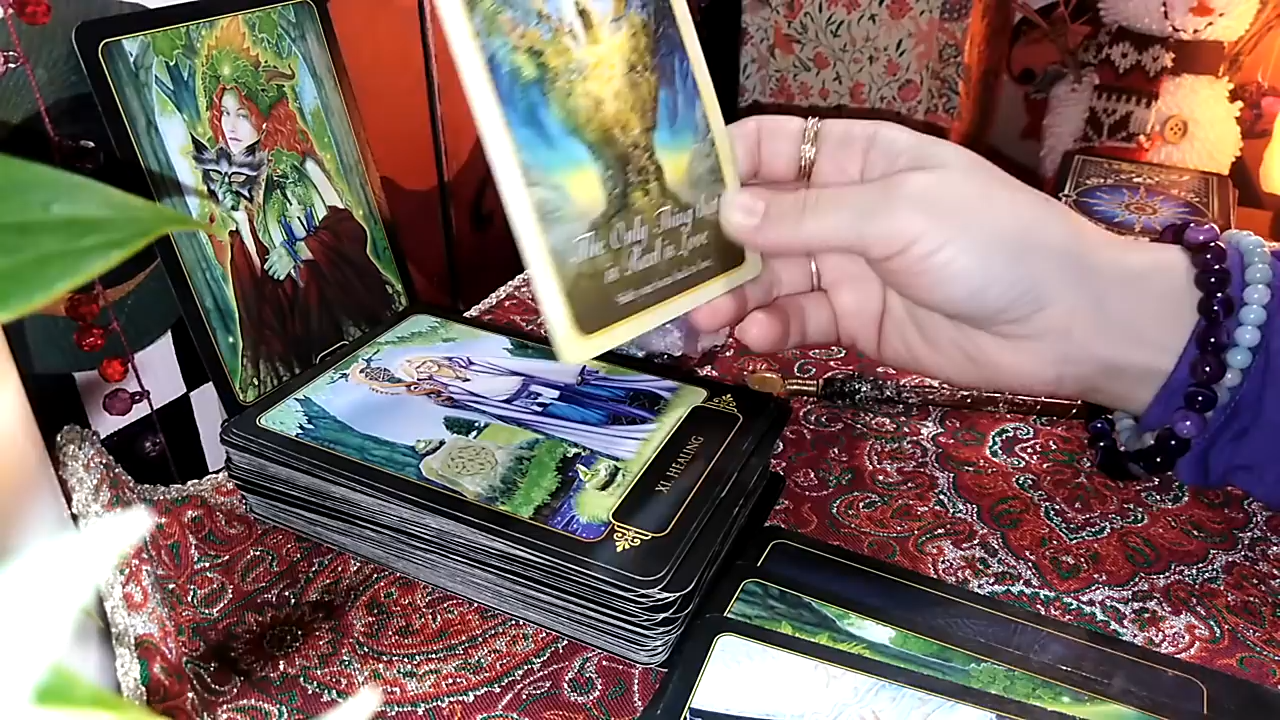 The Only Thing that
is Real is Love
XI. HEALING